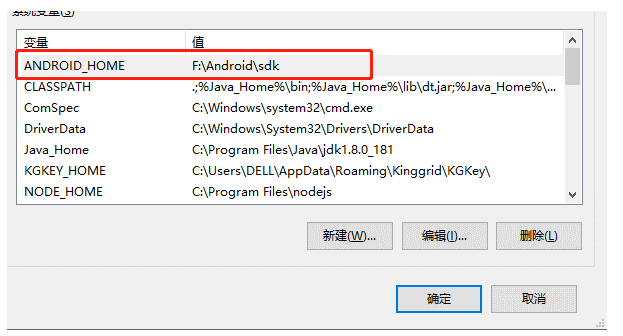 系统变量(S)
变量 值
ANDROID_HOME F:\Android\sdk
CLASSPATH .;%Java_Home%\bin;%Java_Home%\lib\dt.jar;%Java_Home%\...
ComSpec C:\Windows\system32\cmd.exe
DriverData C:\Windows\System32\Drivers\DriverData
Java_Home C:\Program Files\Java\jdk1.8.0_181
KGKEY_HOME C:\Users\DELL\AppData\Roaming\Kinggrid\KGKey\
NODE_HOME C:\Program Files\nodejs
新建(W)... 编辑(I)... 删除(L)
确定 取消